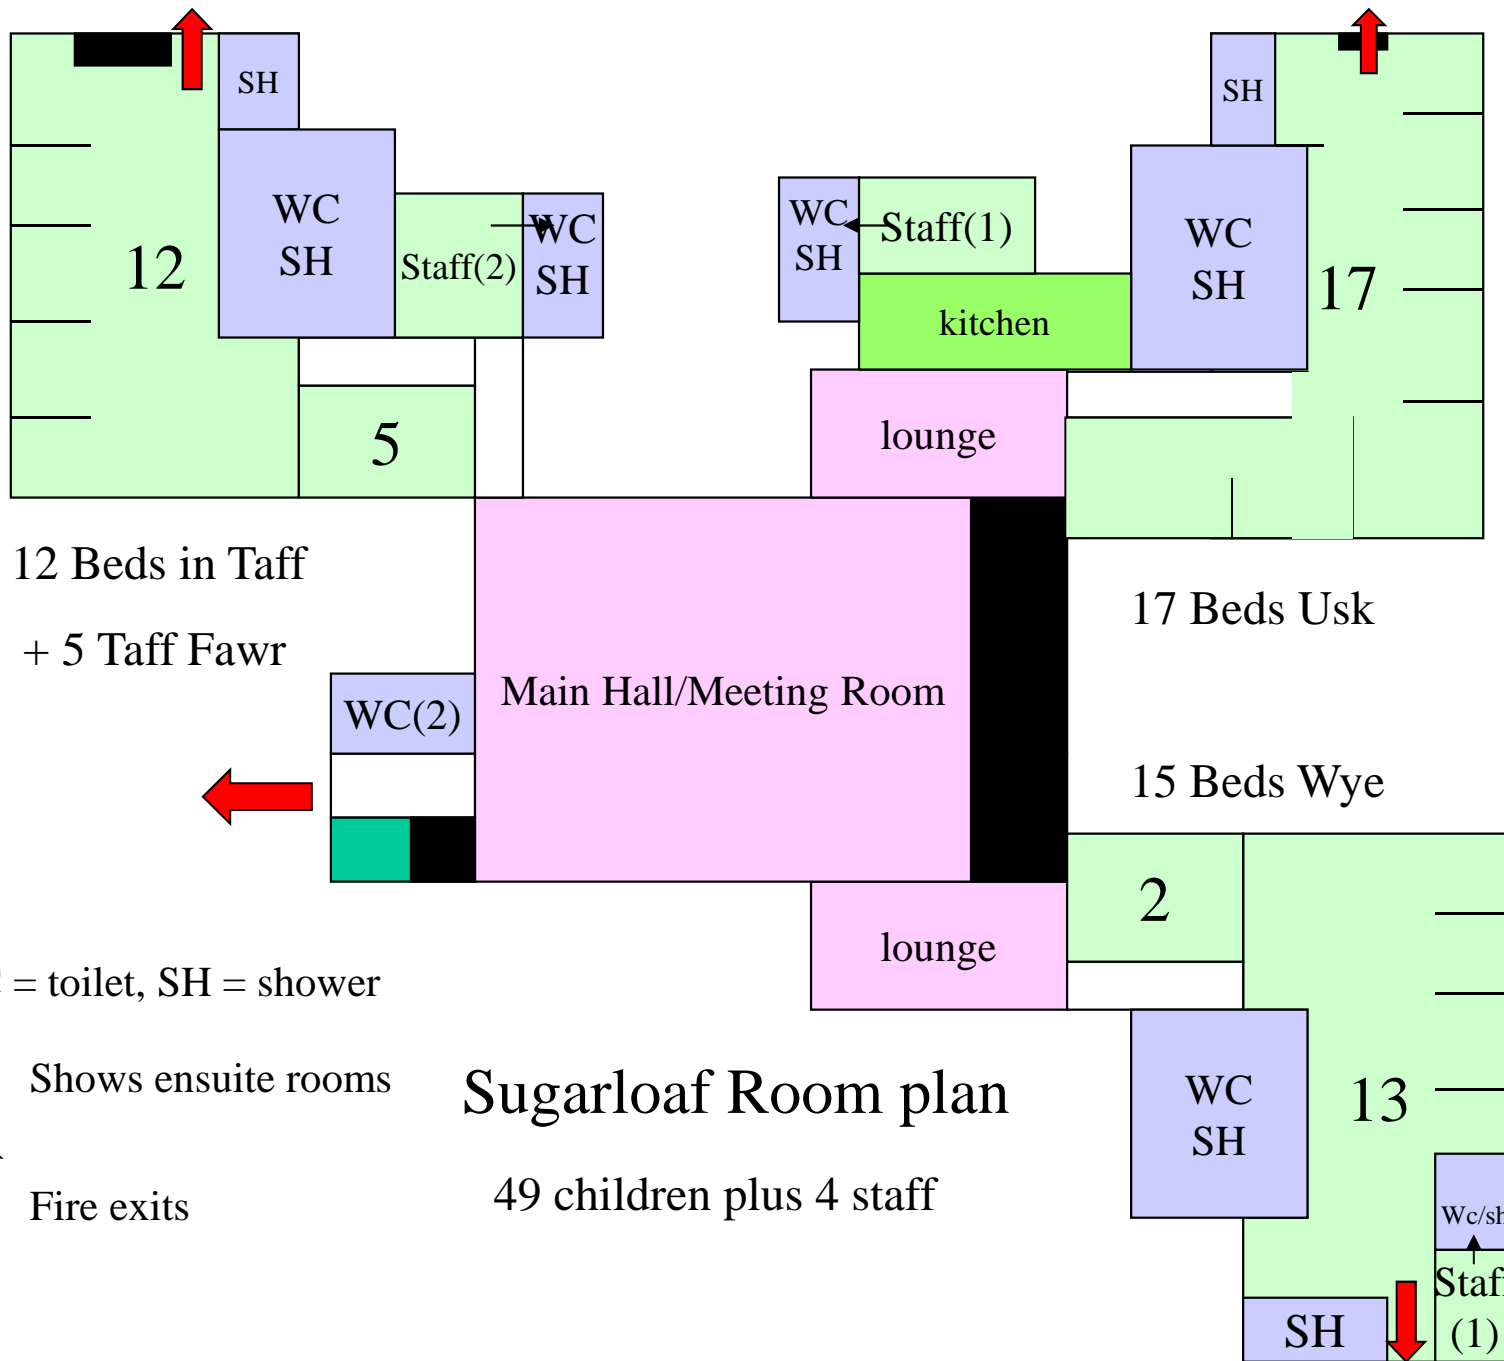 SH
SH
WC
SH
12
Staff(2)
WC
SH
WC
SH
Staff(1)
kitchen
WC
SH
17
5
lounge
12 Beds in Taff
+ 5 Taff Fawr
17 Beds Usk
Main Hall/Meeting Room
WC(2)
15 Beds Wye
2
lounge
= toilet, SH = shower
Shows ensuite rooms
Sugarloaf Room plan
WC
SH
13
Fire exits
49 children plus 4 staff
Wc/sh
(1)
SH